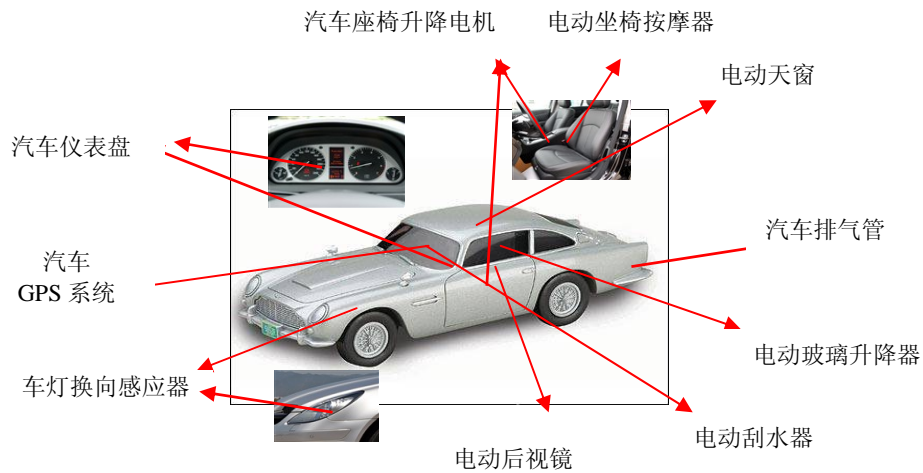 汽车座椅升降电机
电动坐椅按摩器
电动天窗
汽车仪表盘
汽车排气管
汽车
GPS 系统
电动玻璃升降器
车灯换向感应器
电动刮水器
电动后视镜